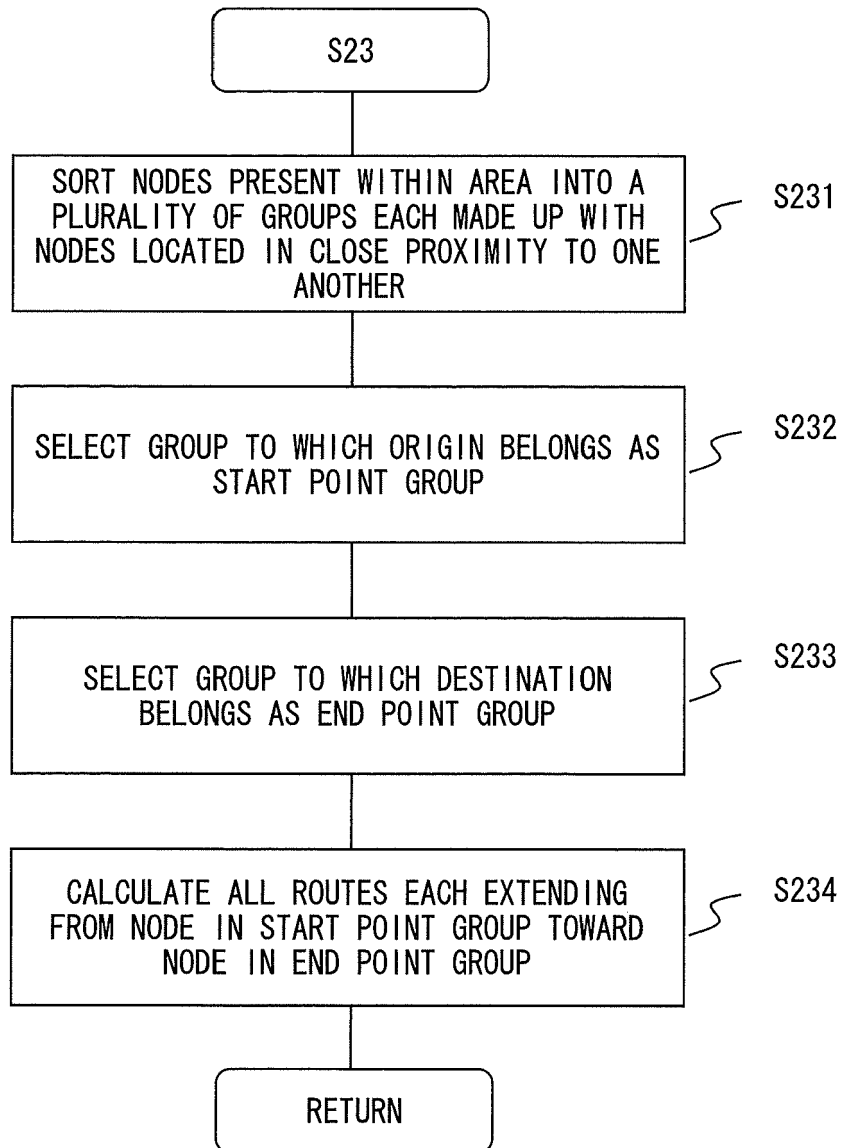 S23
SORT NODES PRESENT WITHIN AREA INTO A
PLURALITY OF GROUPS EACH MADE UP WITH
NODES LOCATED IN CLOSE PROXIMITY TO ONE
ANOTHER
S231
SELECT GROUP TO WHICH ORIGIN BELONGS AS
START POINT GROUP
S232
SELECT GROUP TO WHICH DESTINATION
BELONGS AS END POINT GROUP
S233
CALCULATE ALL ROUTES EACH EXTENDING
FROM NODE IN START POINT GROUP TOWARD
NODE IN END POINT GROUP
S234
RETURN